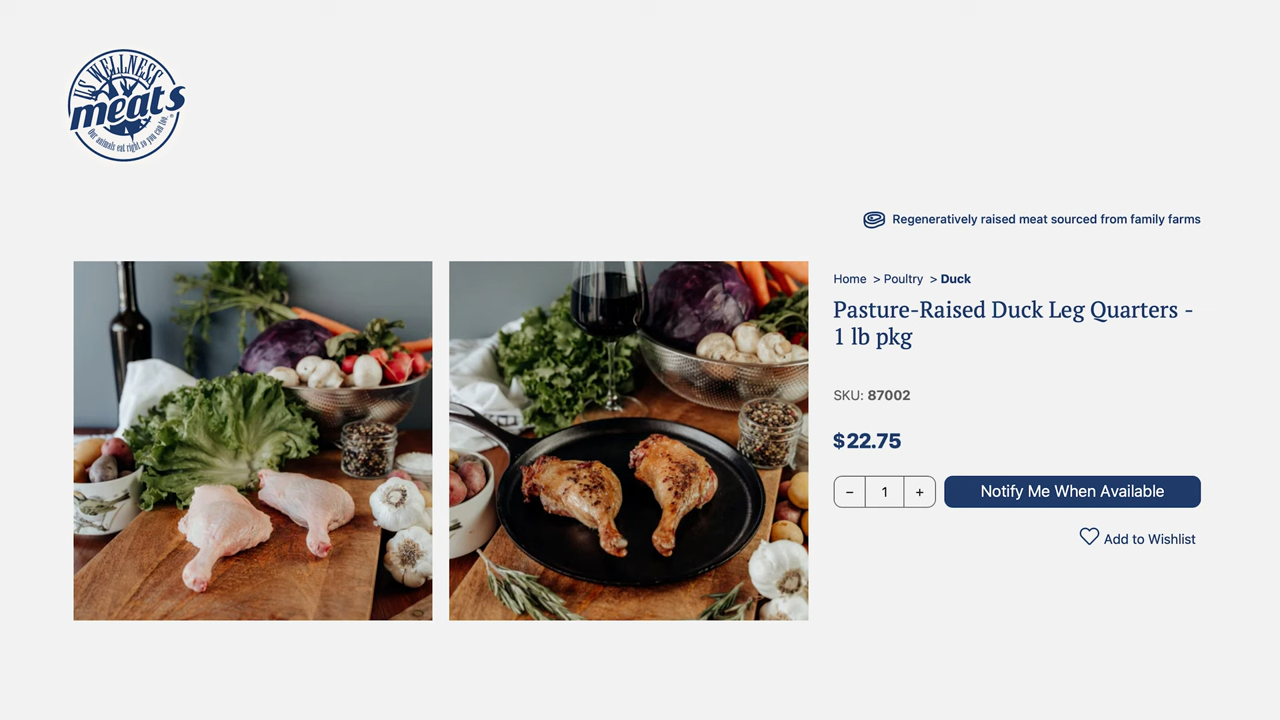 US WELLNESS
meats
Our animals eat right so you can too.
Regeneratively raised meat sourced from family farms
Home > Poultry > Duck
Pasture-Raised Duck Leg Quarters -
1 lb pkg
SKU: 87002
$22.75
− 1 + Notify Me When Available
Add to Wishlist